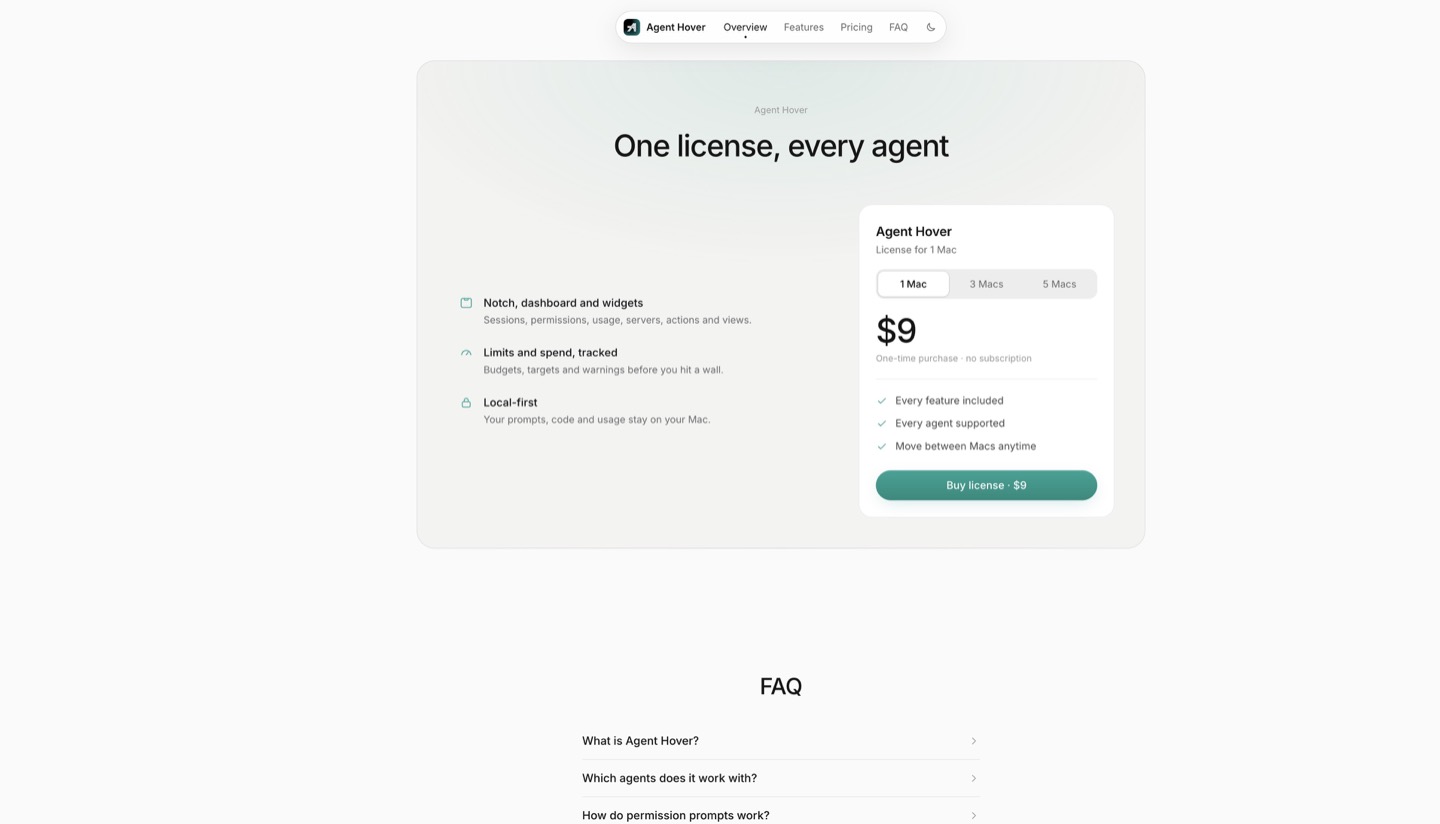 Agent Hover Overview Features Pricing FAQ
Agent Hover
One license, every agent
Notch, dashboard and widgets
Sessions, permissions, usage, servers, actions and views.
Limits and spend, tracked
Budgets, targets and warnings before you hit a wall.
Local-first
Your prompts, code and usage stay on your Mac.
Agent Hover
License for 1 Mac
1 Mac 3 Macs 5 Macs
$9
One-time purchase · no subscription
Every feature included
Every agent supported
Move between Macs anytime
Buy license · $9
FAQ
What is Agent Hover?
Which agents does it work with?
How do permission prompts work?